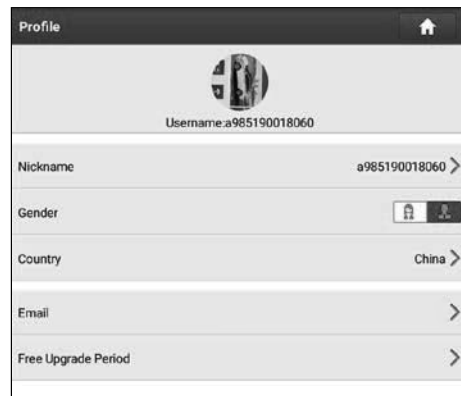 Profile
Username:a985190018060
Nickname a985190018060
Gender
Country China
Email
Free Upgrade Period